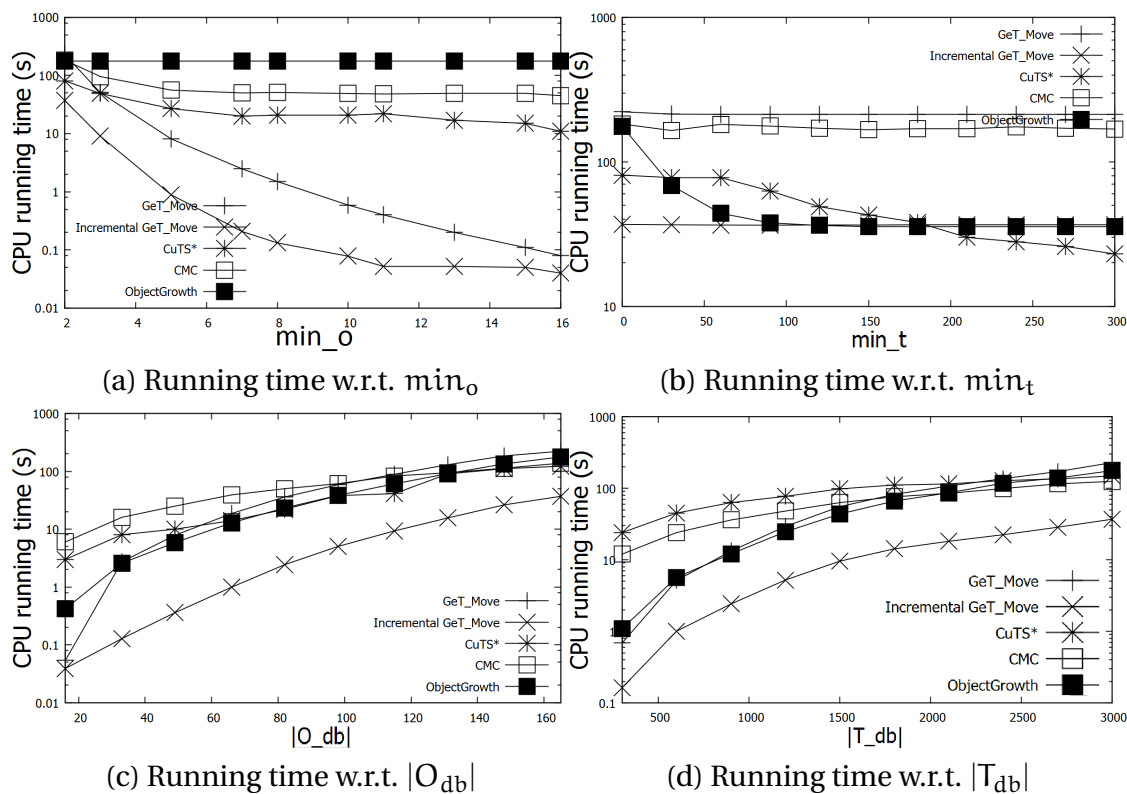 1000
100
10
1
0.1
0.01
CPU running time (s)
GeT_Move
Incremental GeT_Move
CuTS*
CMC
ObjectGrowth
2 4 6 8 10 12 14 16
min_o
(a) Running time w.r.t. min_o
1000
100
10
CPU running time (s)
GeT_Move
Incremental GeT_Move
CuTS*
CMC
ObjectGrowth
0 50 100 150 200 250 300
min_t
(b) Running time w.r.t. min_t
1000
100
10
1
0.1
0.01
CPU running time (s)
GeT_Move
Incremental GeT_Move
CuTS*
CMC
ObjectGrowth
20 40 60 80 100 120 140 160
|O_db|
(c) Running time w.r.t. |O_db|
1000
100
10
1
0.1
CPU running time (s)
GeT_Move
Incremental GeT_Move
CuTS*
CMC
ObjectGrowth
500 1000 1500 2000 2500 3000
|T_db|
(d) Running time w.r.t. |T_db|